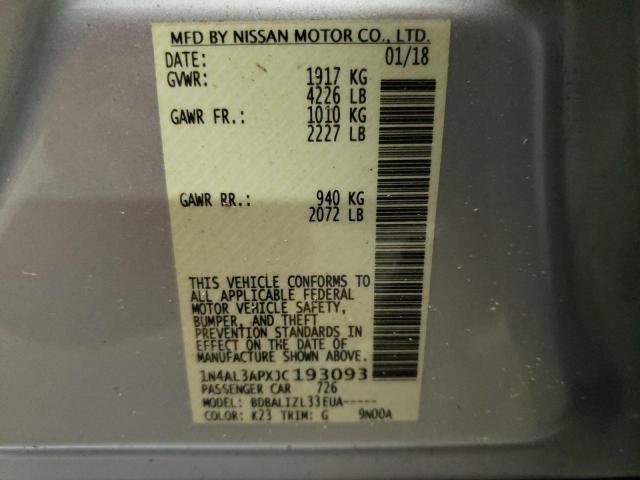 MFD BY NISSAN MOTOR CO., LTD.
DATE: 01/18
GVWR: 1917 KG
4226 LB
GAWR FR.: 1010 KG
2227 LB
GAWR RR.: 940 KG
2072 LB
THIS VEHICLE CONFORMS TO
ALL APPLICABLE FEDERAL
MOTOR VEHICLE SAFETY,
BUMPER, AND THEFT
PREVENTION STANDARDS IN
EFFECT ON THE DATE OF
MANUFACTURE SHOWN ABOVE.
1N4AL3APXJC193093
PASSENGER CAR 726
MODEL: BDBALIZL33EUA-----
COLOR: K23 TRIM: G 9N00A